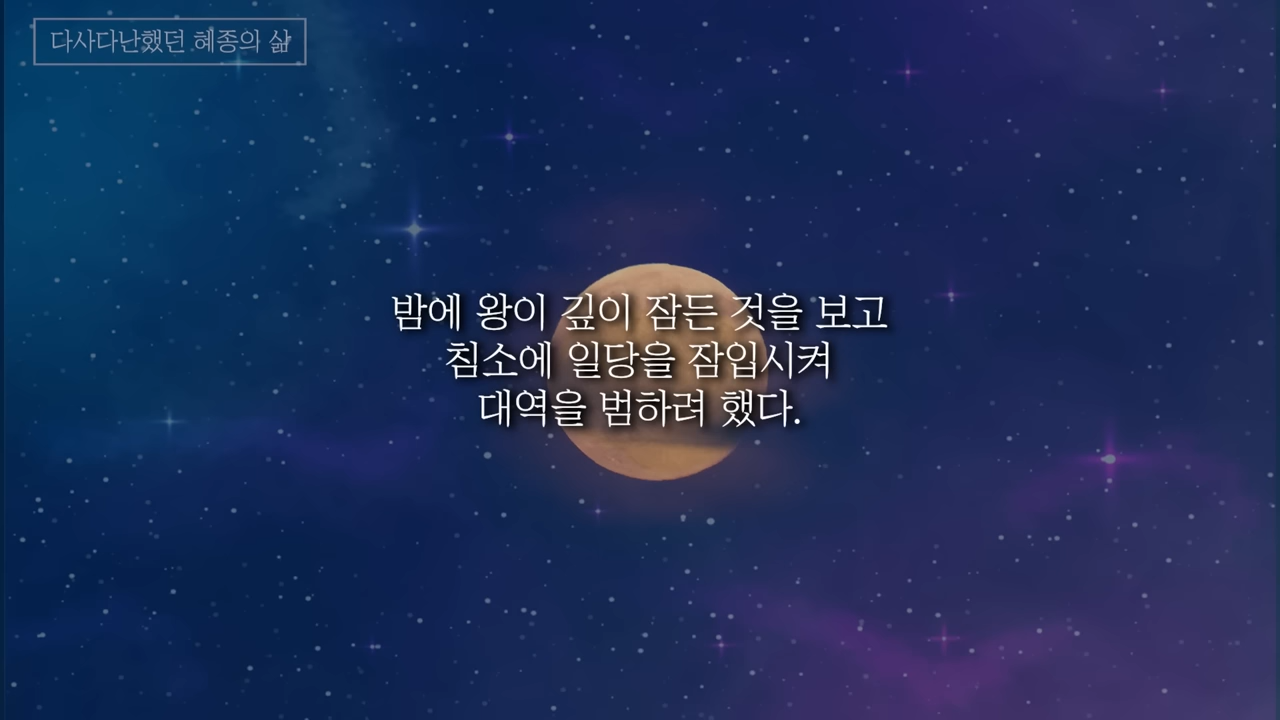 다사다난했던 혜종의 삶
밤에 왕이 깊이 잠든 것을 보고
침소에 일당을 잠입시켜
대역을 범하려 했다.